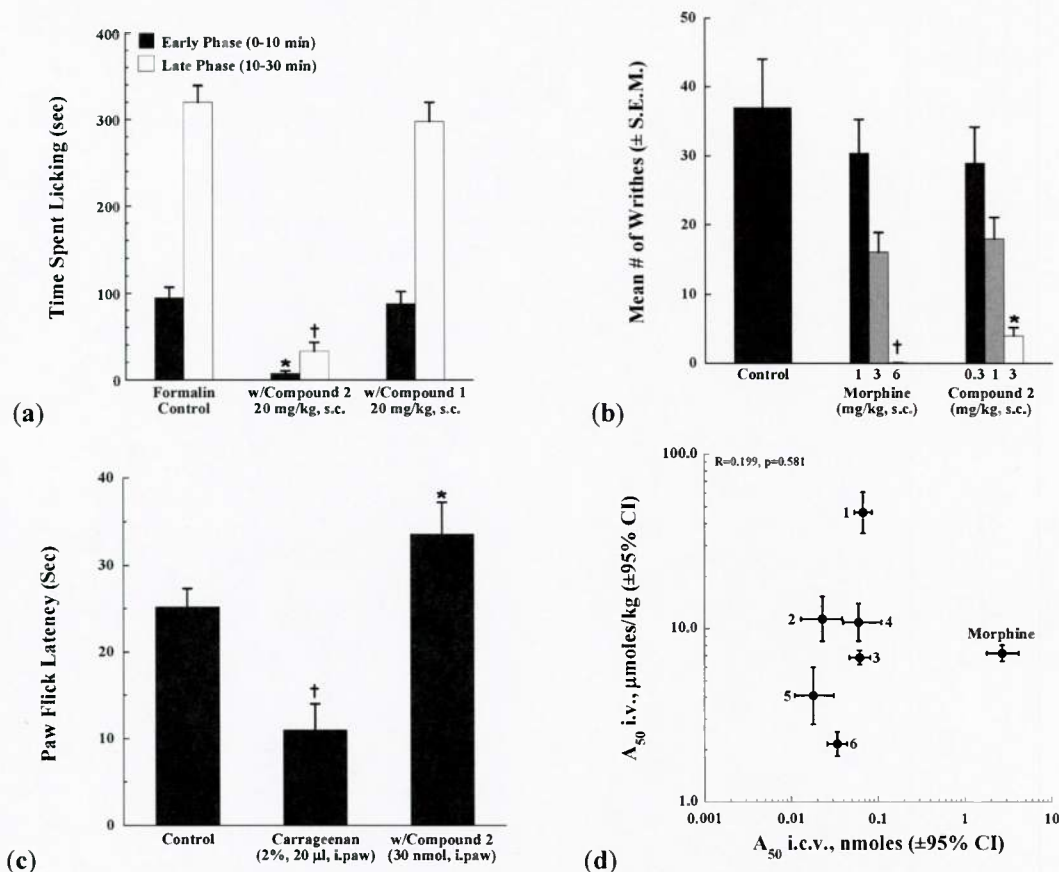 400
300
200
100
0
Time Spent Licking (sec)
Early Phase (0-10 min)
Late Phase (10-30 min)
*
†
Formalin
Control
w/Compound 2
20 mg/kg, s.c.
w/Compound 1
20 mg/kg, s.c.
(a)
50
40
30
20
10
0
Mean # of Writhes (± S.E.M.)
†
*
Control
1 3 6
Morphine
(mg/kg, s.c.)
0.3 1 3
Compound 2
(mg/kg, s.c.)
(b)
40
30
20
10
0
Paw Flick Latency (Sec)
†
*
Control
Carrageenan
(2%, 20 µl, i.paw)
w/Compound 2
(30 nmol, i.paw)
(c)
100.0
10.0
1.0
A50 i.v., µmoles/kg (±95% CI)
R=0.199, p=0.581
1
2
4
3
5
6
Morphine
0.001
0.01
0.1
1
10
A50 i.c.v., nmoles (±95% CI)
(d)